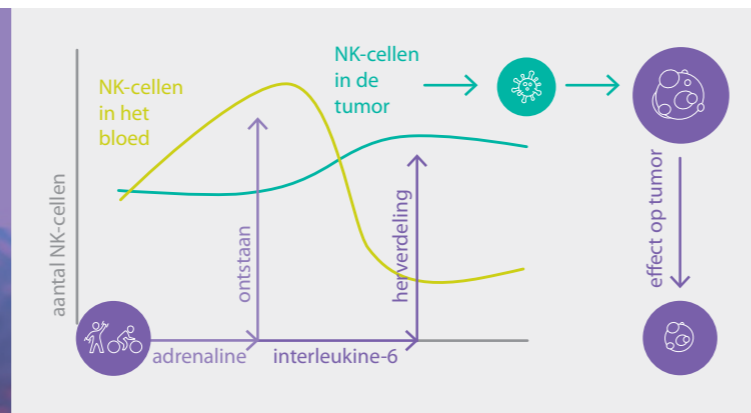 NK-cellen
in het
bloed
NK-cellen
in de
tumor
aantal NK-cellen
ontstaan
herverdeling
effect op tumor
adrenaline
interleukine-6